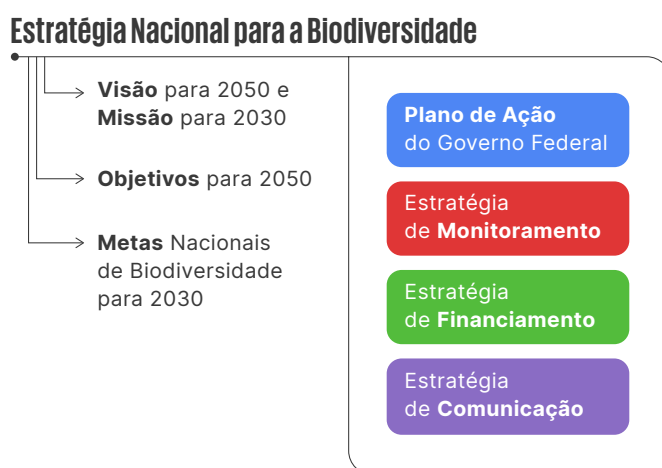 Estratégia Nacional para a Biodiversidade
Visão para 2050 e
Missão para 2030
Objetivos para 2050
Metas Nacionais
de Biodiversidade
para 2030
Plano de Ação
do Governo Federal
Estratégia
de Monitoramento
Estratégia
de Financiamento
Estratégia
de Comunicação